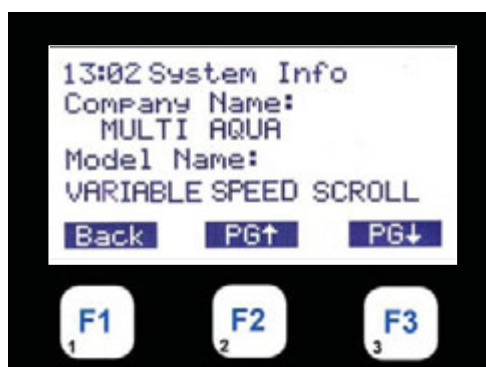 13:02 System Info
Company Name:
MULTI AQUA
Model Name:
VARIABLE SPEED SCROLL
Back PG↑ PG↓
F1 F2 F3
1 2 3